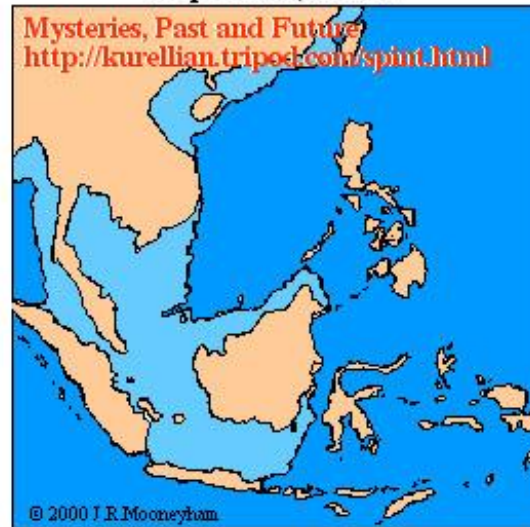 Mysteries, Past and Future
http://kurellian.tripod.com/spint.html
© 2000 J.R.Mooneyham